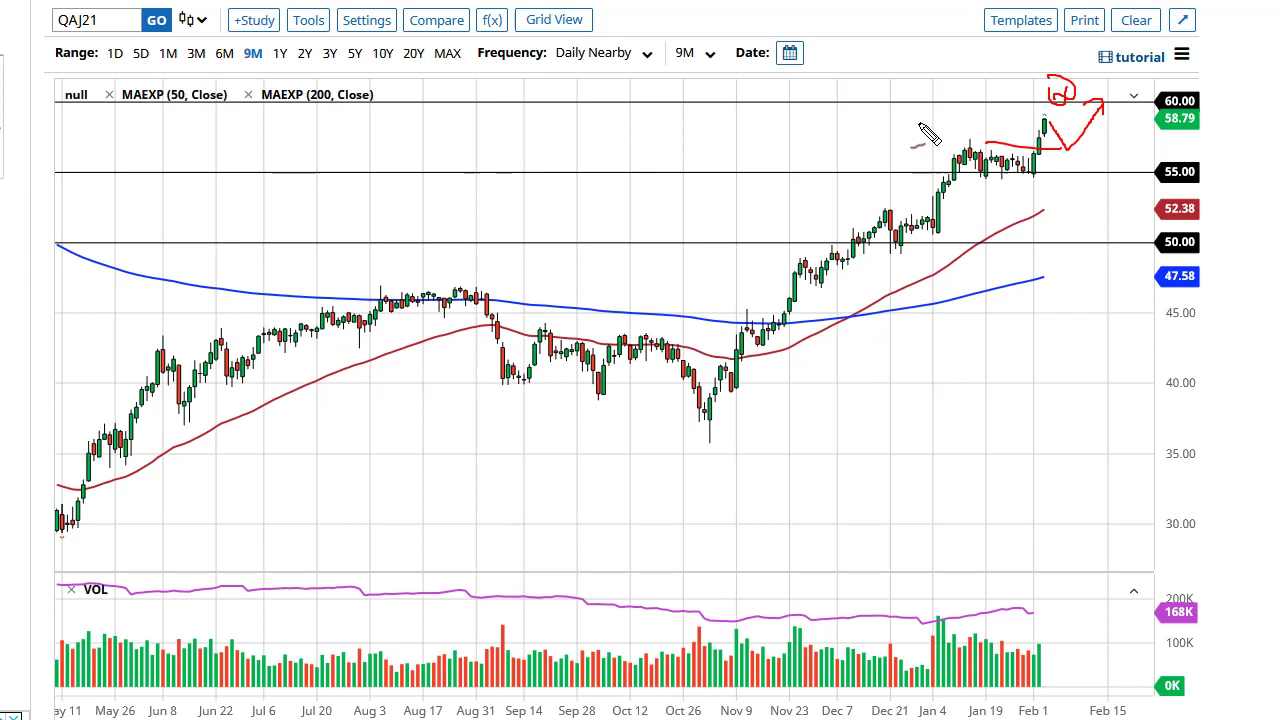 QAJ21 GO +Study Tools Settings Compare f(x) Grid View Templates Print Clear
Range: 1D 5D 1M 3M 6M 9M 1Y 2Y 3Y 5Y 10Y 20Y MAX Frequency: Daily Nearby 9M Date: tutorial
null MAEXP (50, Close) MAEXP (200, Close)
60.00
58.79
55.00
52.38
50.00
47.58
45.00
40.00
35.00
30.00
VOL
200K
168K
100K
0K
ay 11 May 26 Jun 8 Jun 22 Jul 6 Jul 20 Aug 3 Aug 17 Aug 31 Sep 14 Sep 28 Oct 12 Oct 26 Nov 9 Nov 23 Dec 7 Dec 21 Jan 4 Jan 19 Feb 1 Feb 15